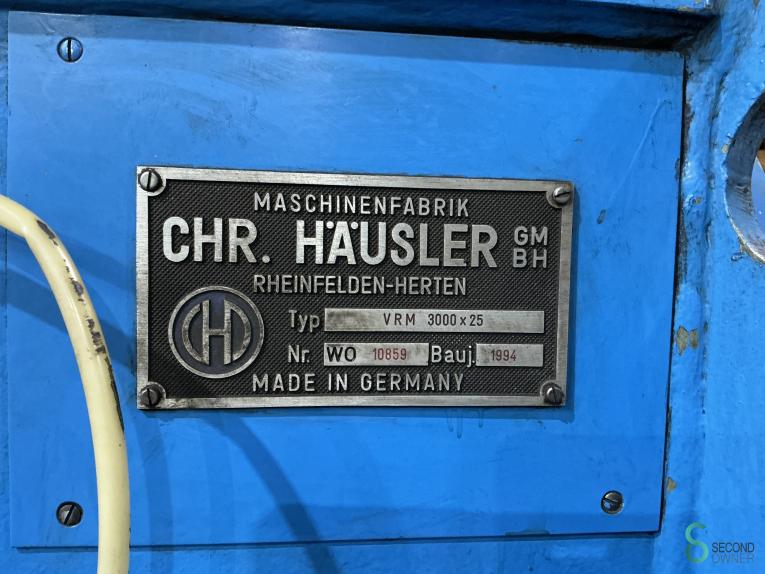 MASCHINENFABRIK
CHR. HÄUSLER GM
BH
RHEINFELDEN-HERTEN
Typ VRM 3000 x 25
CH
Nr. WO 10859 Bauj. 1994
MADE IN GERMANY
SECOND
OWNER